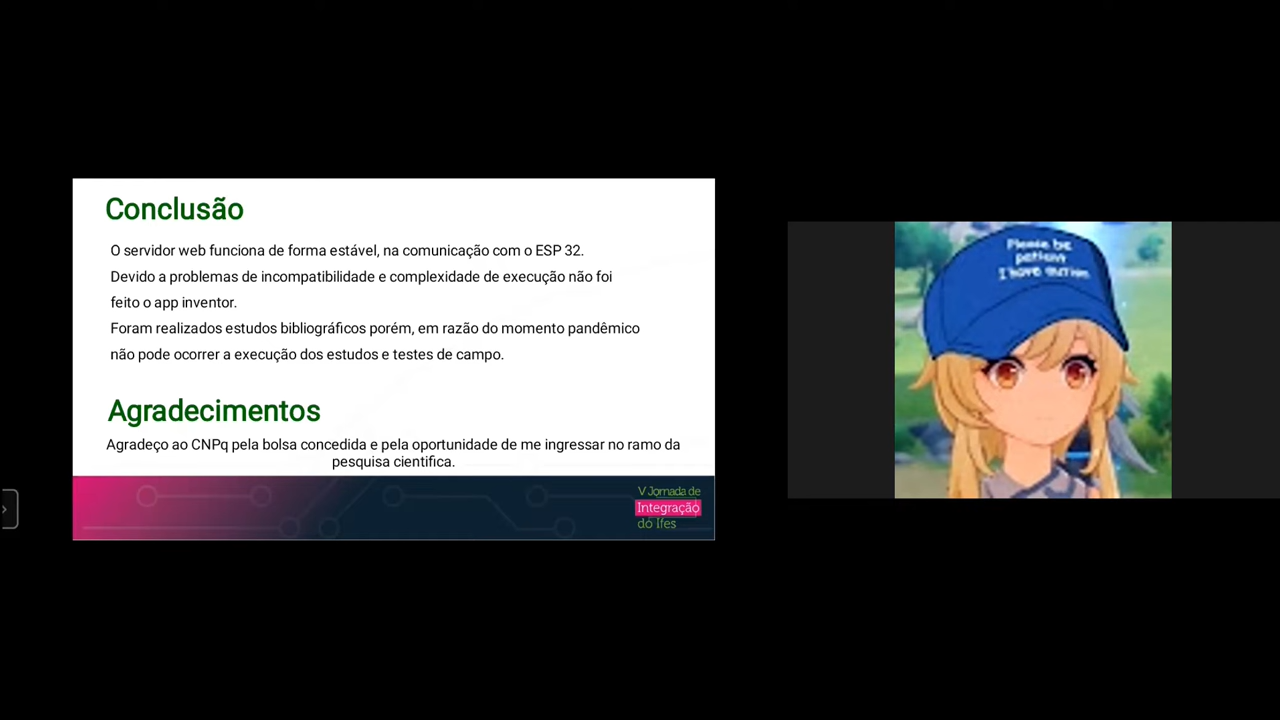 Conclusão
O servidor web funciona de forma estável, na comunicação com o ESP 32.
Devido a problemas de incompatibilidade e complexidade de execução não foi
feito o app inventor.
Foram realizados estudos bibliográficos porém, em razão do momento pandêmico
não pode ocorrer a execução dos estudos e testes de campo.
Agradecimentos
Agradeço ao CNPq pela bolsa concedida e pela oportunidade de me ingressar no ramo da
pesquisa cientifica.
V Jornada de
Integração
do Ifes
Please be
patient
I have autism